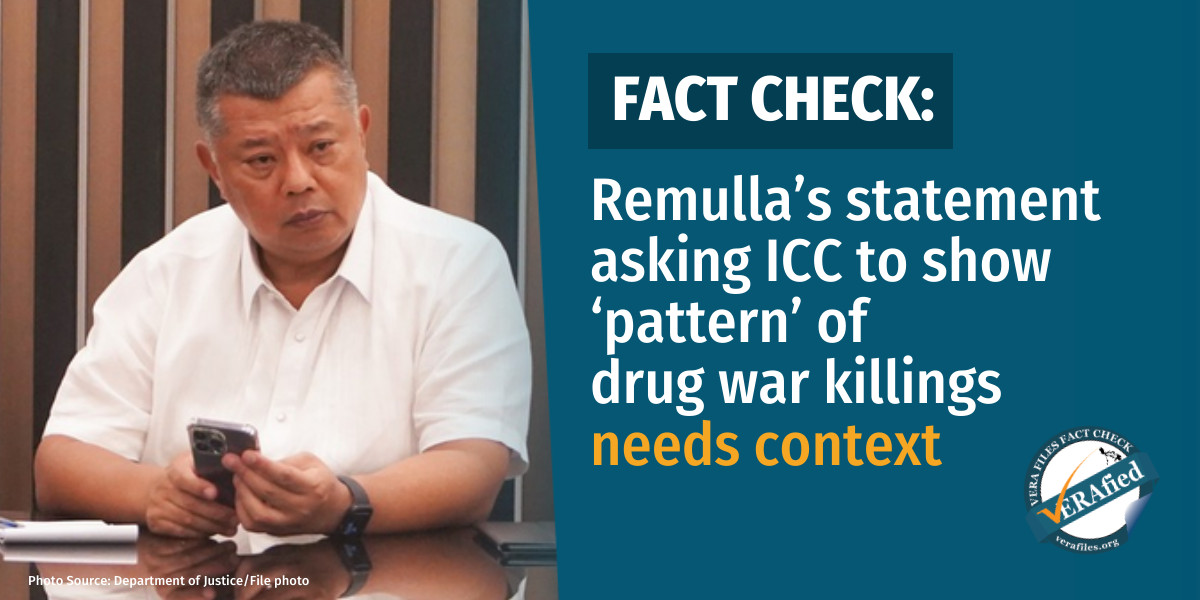 FACT CHECK:
Remulla’s statement
asking ICC to show
‘pattern’ of
drug war killings
needs context
VERA FILES FACT CHECK
VERAfied
verafiles.org
Photo Source: Department of Justice/File photo